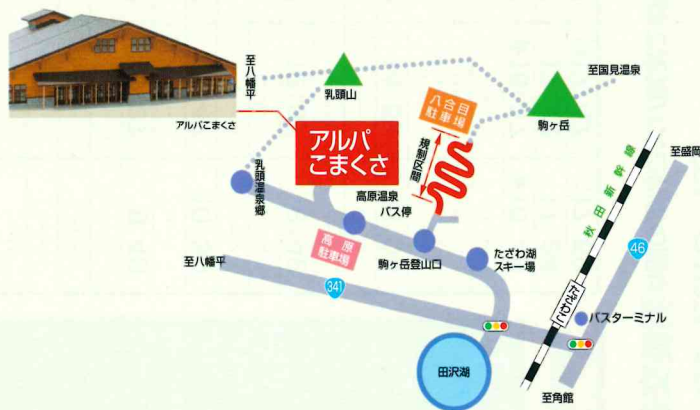 至八幡平
乳頭山
至国見温泉
八合目
駐車場
駒ヶ岳
アルパこまくさ
アルパ
こまくさ
規制区間
秋田新幹線
至盛岡
乳頭温泉郷
高原温泉
バス停
46
高原
駐車場
駒ヶ岳登山口
たざわ湖
スキー場
至八幡平
341
たざわこ
バスターミナル
田沢湖
至角館